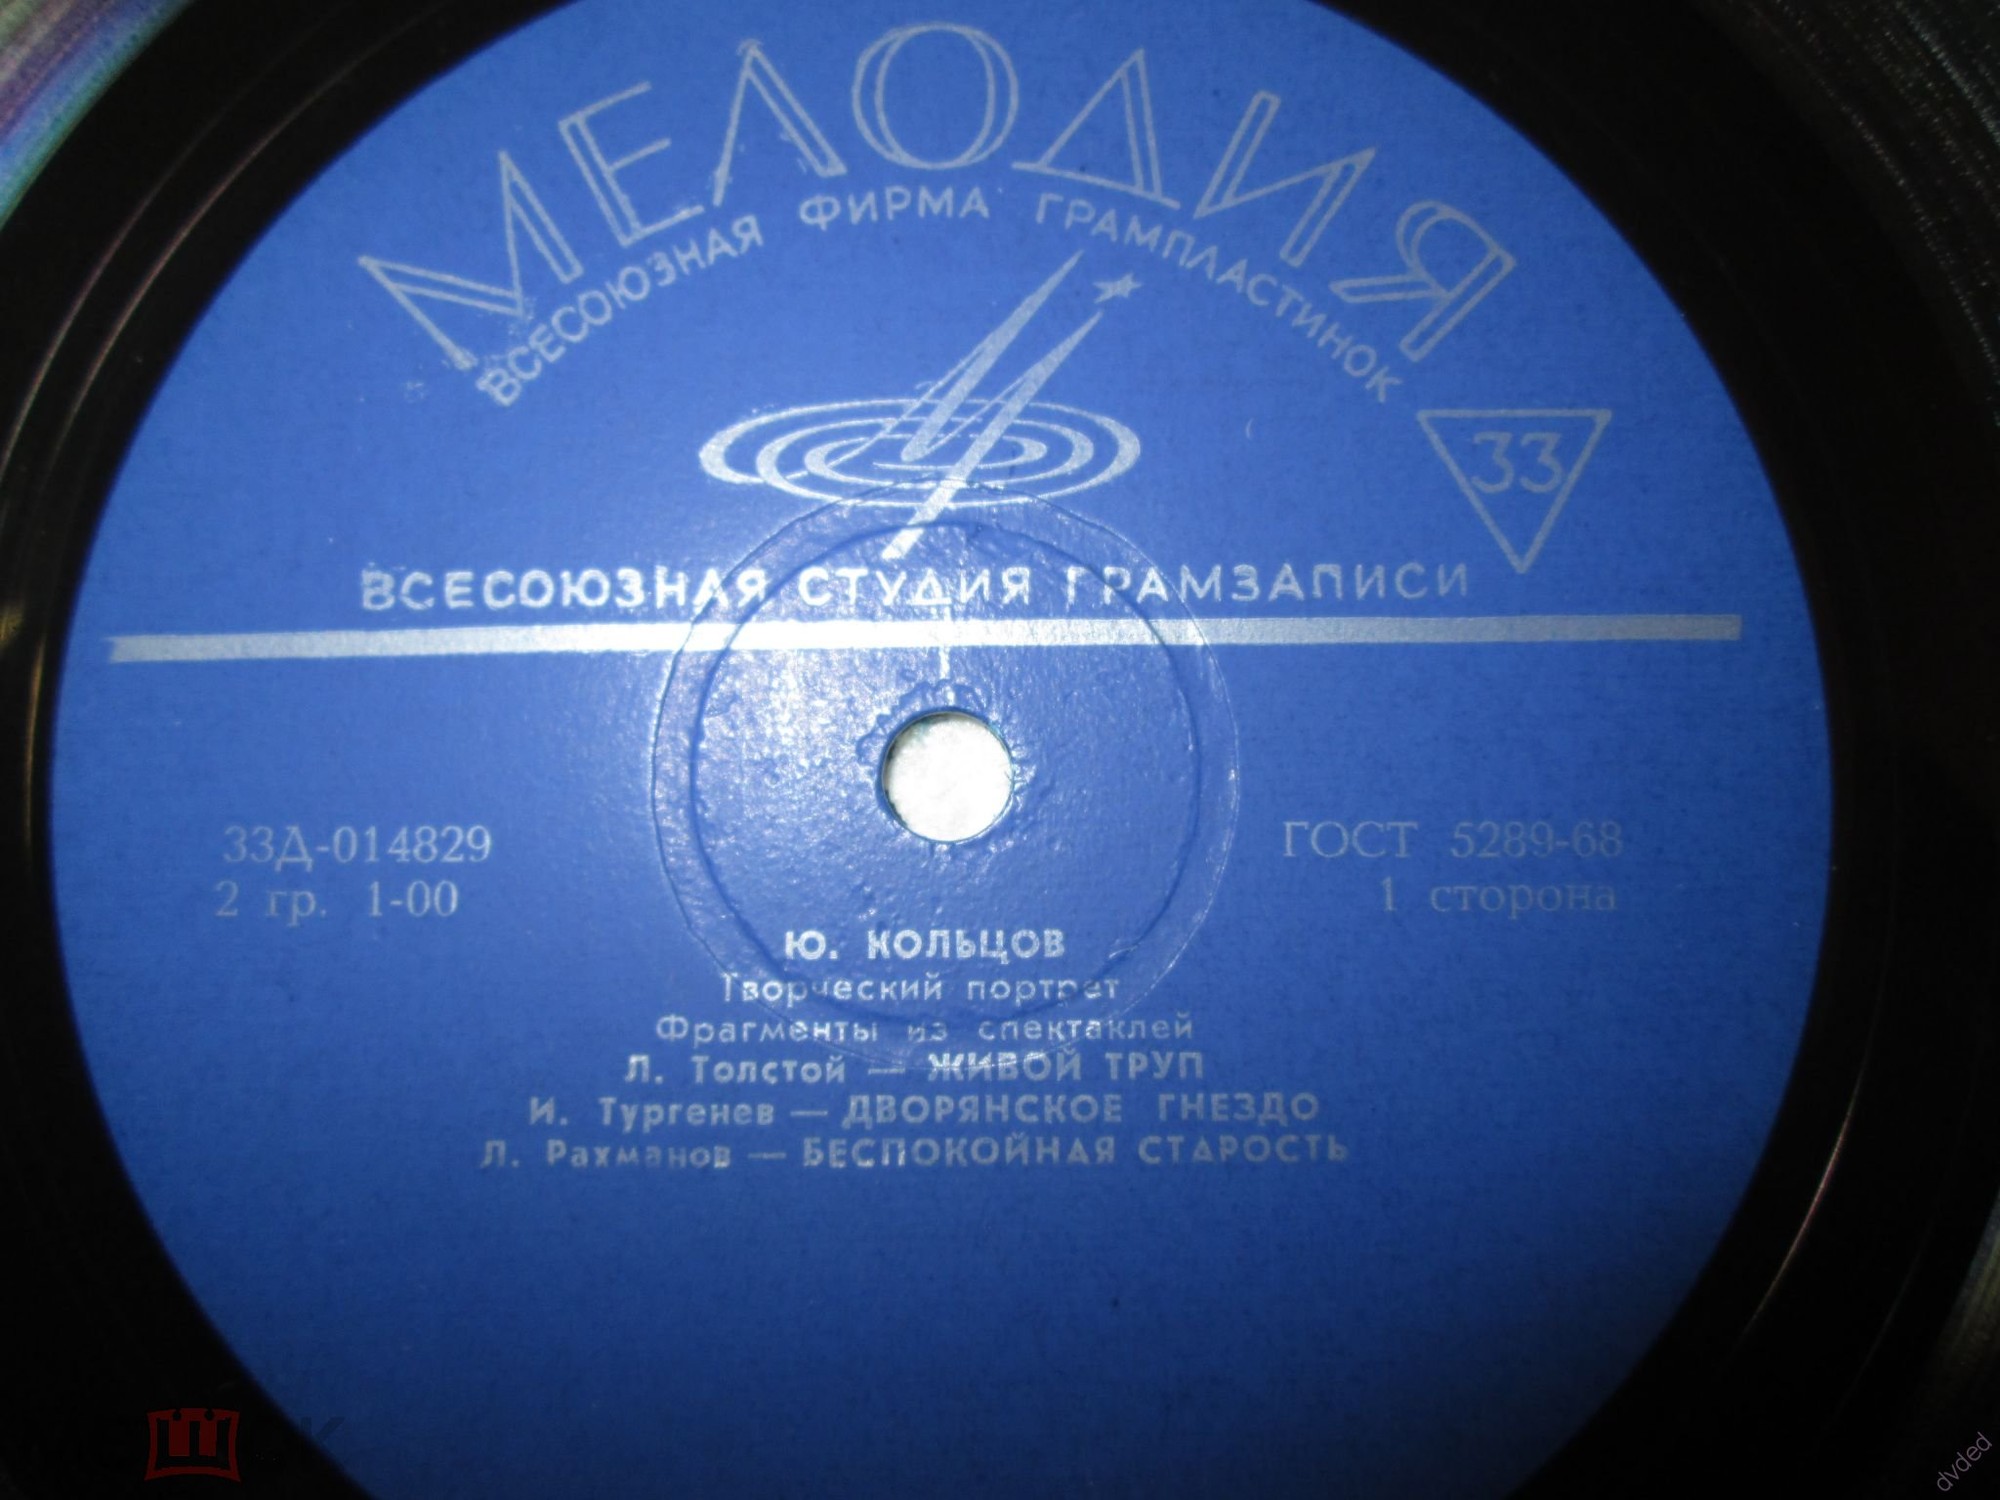 МЕЛОДИЯ
ВСЕСОЮЗНАЯ ФИРМА ГРАМПЛАСТИНОК
33
ВСЕСОЮЗНАЯ СТУДИЯ ГРАМЗАПИСИ
33Д-014829
2 гр. 1-00
ГОСТ 5289-68
1 сторона
Ю. КОЛЬЦОВ
Творческий портрет
Фрагменты из спектаклей
Л. Толстой — ЖИВОЙ ТРУП
И. Тургенев — ДВОРЯНСКОЕ ГНЕЗДО
Л. Рахманов — БЕСПОКОЙНАЯ СТАРОСТЬ
dvded